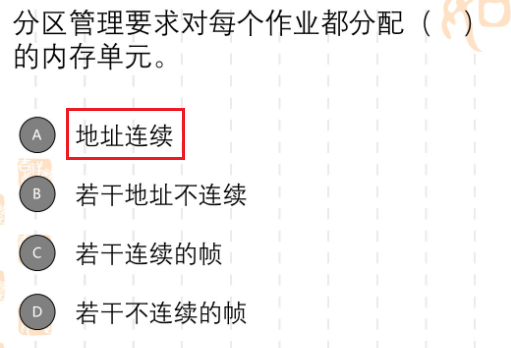 分区管理要求对每个作业都分配（ ）
的内存单元。
A 地址连续
B 若干地址不连续
C 若干连续的帧
D 若干不连续的帧